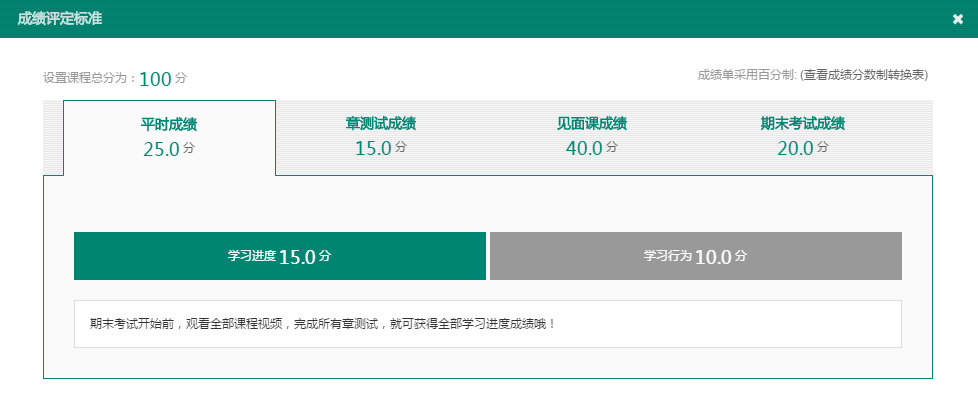 成绩评定标准
设置课程总分为：100 分
成绩单采用百分制: (查看成绩分数制转换表)
平时成绩 章测试成绩 见面课成绩 期末考试成绩
25.0 分 15.0 分 40.0 分 20.0 分
学习进度 15.0 分 学习行为 10.0 分
期末考试开始前，观看全部课程视频，完成所有章测试，就可获得全部学习进度成绩哦！